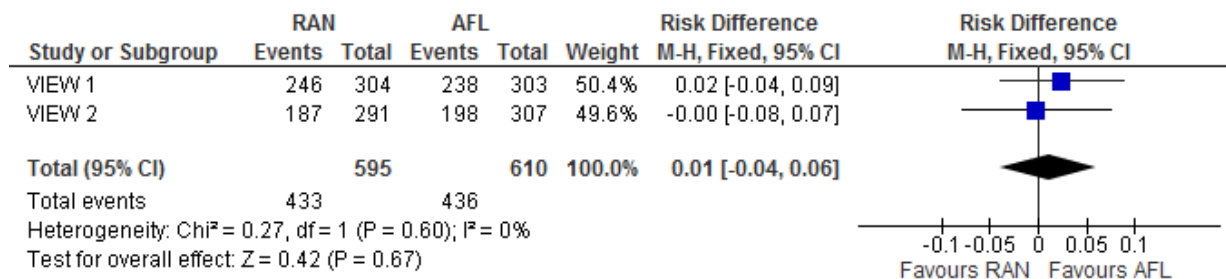 RAN AFL Risk Difference Risk Difference
Study or Subgroup Events Total Events Total Weight M-H, Fixed, 95% CI M-H, Fixed, 95% CI
VIEW 1 246 304 238 303 50.4% 0.02 [-0.04, 0.09]
VIEW 2 187 291 198 307 49.6% -0.00 [-0.08, 0.07]
Total (95% CI) 595 610 100.0% 0.01 [-0.04, 0.06]
Total events 433 436
Heterogeneity: Chi² = 0.27, df = 1 (P = 0.60); I² = 0%
Test for overall effect: Z = 0.42 (P = 0.67)
-0.1 -0.05 0 0.05 0.1
Favours RAN Favours AFL